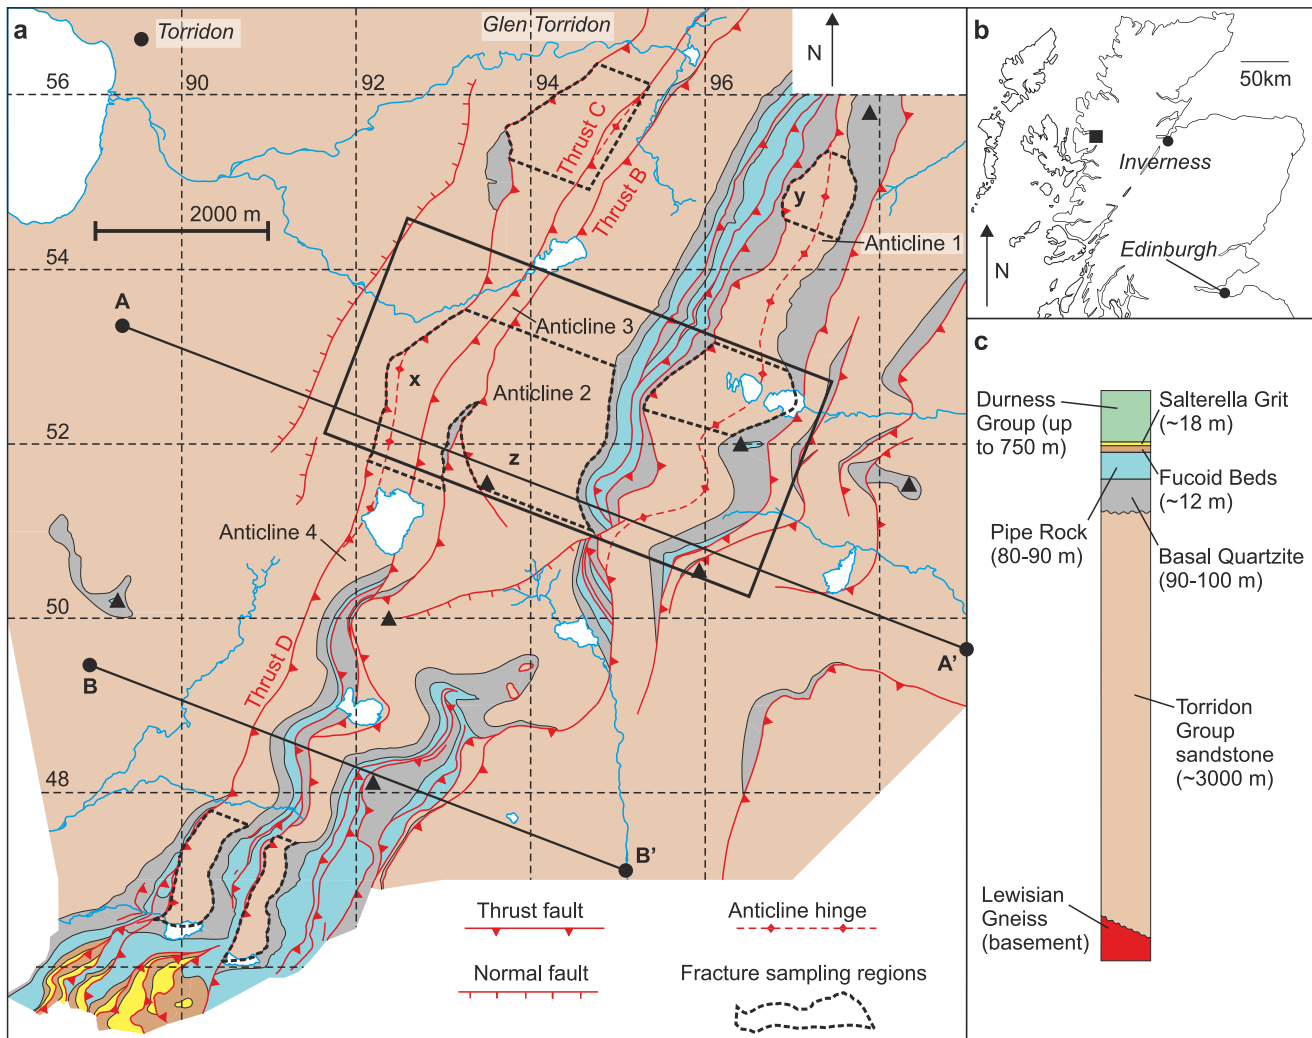 a
Torridon
Glen Torridon
N
56
90
92
94
96
Thrust C
Thrust B
y
2000 m
Anticline 1
54
A
Anticline 3
x
Anticline 2
52
z
Anticline 4
50
B
Thrust D
A'
48
B'
Thrust fault
Anticline hinge
Normal fault
Fracture sampling regions
b
50km
Inverness
Edinburgh
N
c
Durness
Group (up
to 750 m)
Salterella Grit
(~18 m)
Fucoid Beds
(~12 m)
Pipe Rock
(80-90 m)
Basal Quartzite
(90-100 m)
Torridon
Group
sandstone
(~3000 m)
Lewisian
Gneiss
(basement)